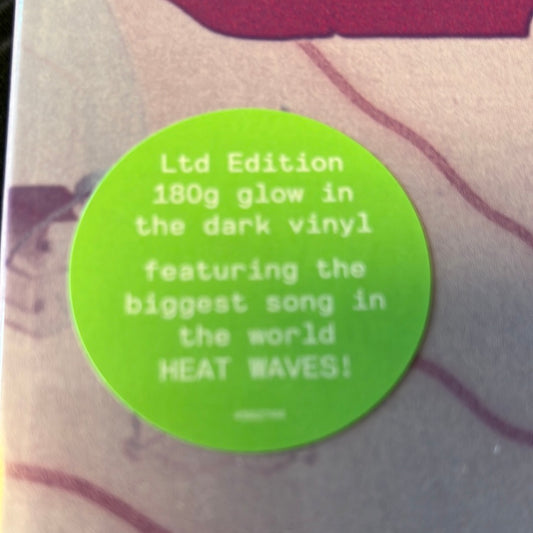 Ltd Edition
180g glow in
the dark vinyl
featuring the
biggest song in
the world
HEAT WAVES!